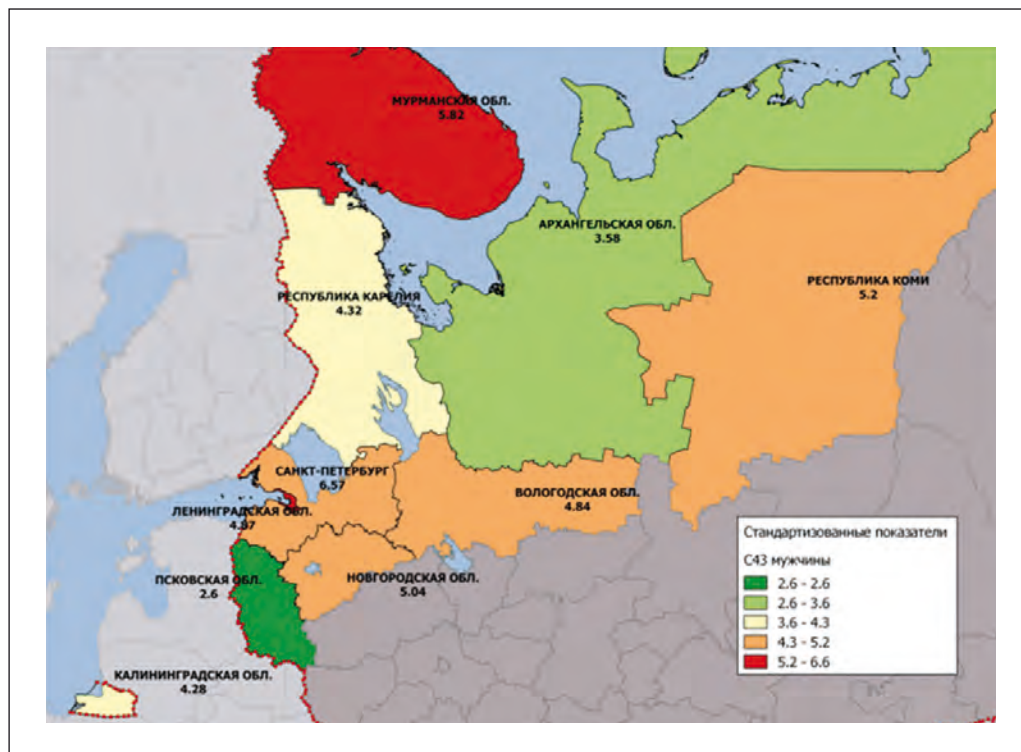 МУРМАНСКАЯ ОБЛ.
5.82
АРХАНГЕЛЬСКАЯ ОБЛ.
3.58
РЕСПУБЛИКА КОМИ
5.2
РЕСПУБЛИКА КАРЕЛИЯ
4.32
САНКТ-ПЕТЕРБУРГ
6.57
ВОЛОГОДСКАЯ ОБЛ.
4.84
ЛЕНИНГРАДСКАЯ ОБЛ.
4.87
ПСКОВСКАЯ ОБЛ.
2.6
НОВГОРОДСКАЯ ОБЛ.
5.04
КАЛИНИНГРАДСКАЯ ОБЛ.
4.28
Стандартизованные показатели
С43 мужчины
2.6 - 2.6
2.6 - 3.6
3.6 - 4.3
4.3 - 5.2
5.2 - 6.6